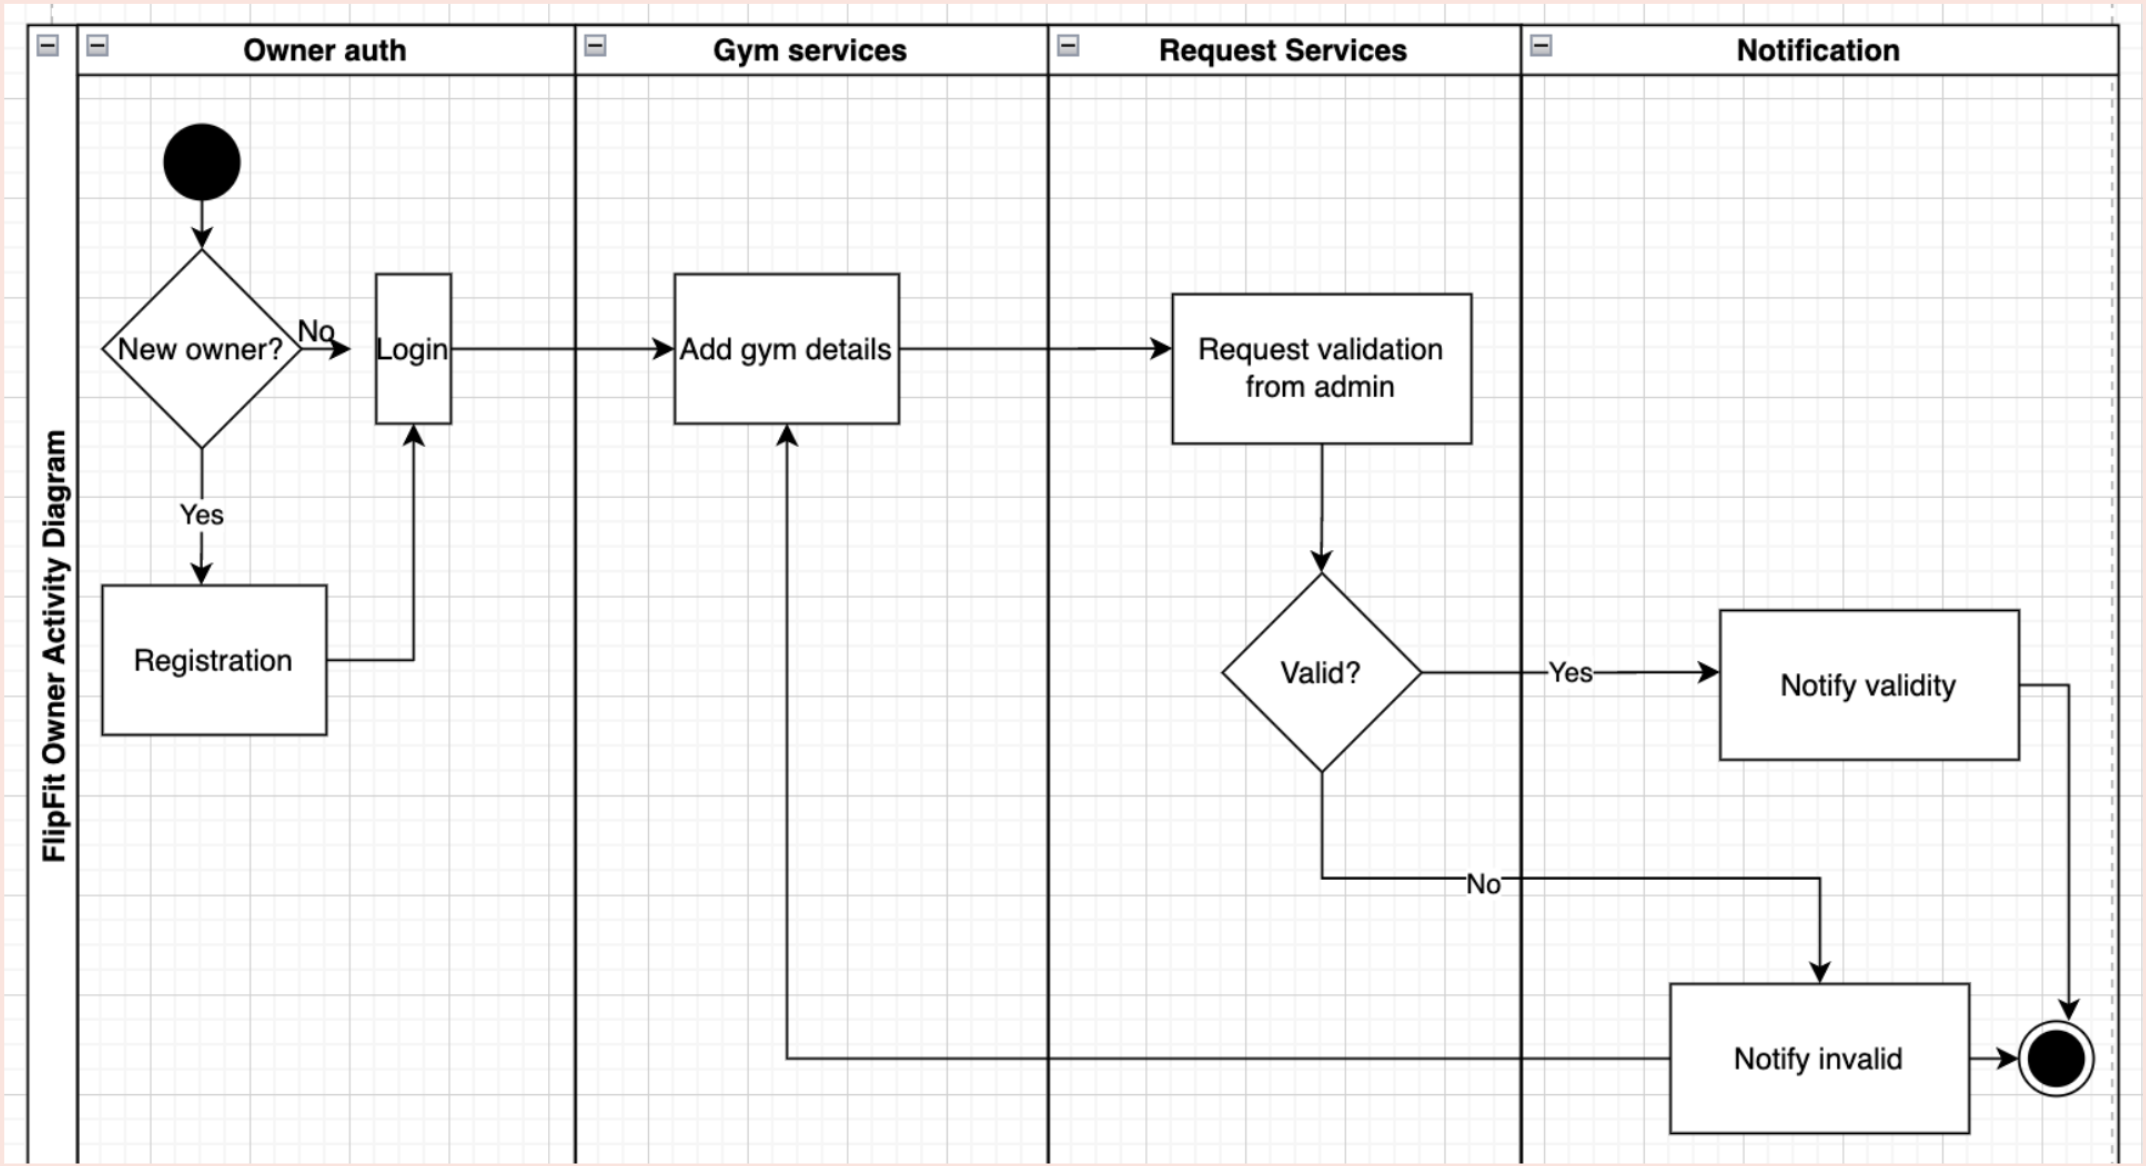 Owner auth
Gym services
Request Services
Notification
FlipFit Owner Activity Diagram
New owner?
No
Login
Add gym details
Request validation
from admin
Yes
Registration
Valid?
Yes
Notify validity
No
Notify invalid